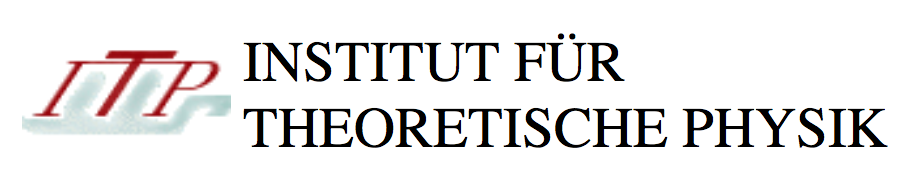 ITP
INSTITUT FÜR
THEORETISCHE PHYSIK